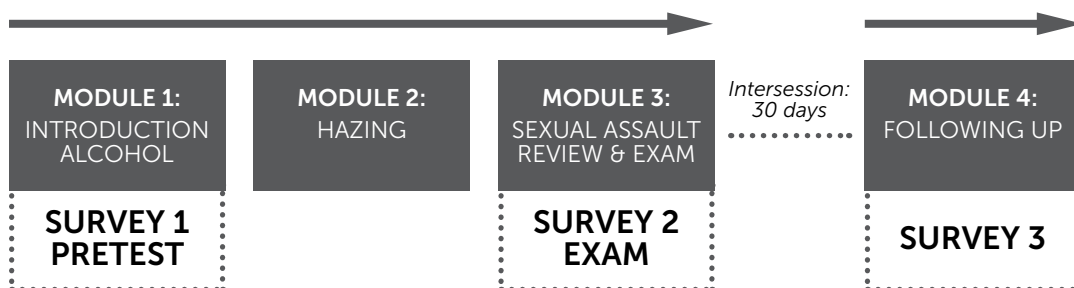 MODULE 1:
INTRODUCTION
ALCOHOL
MODULE 2:
HAZING
MODULE 3:
SEXUAL ASSAULT
REVIEW & EXAM
Intersession:
30 days
MODULE 4:
FOLLOWING UP
SURVEY 1
PRETEST
SURVEY 2
EXAM
SURVEY 3